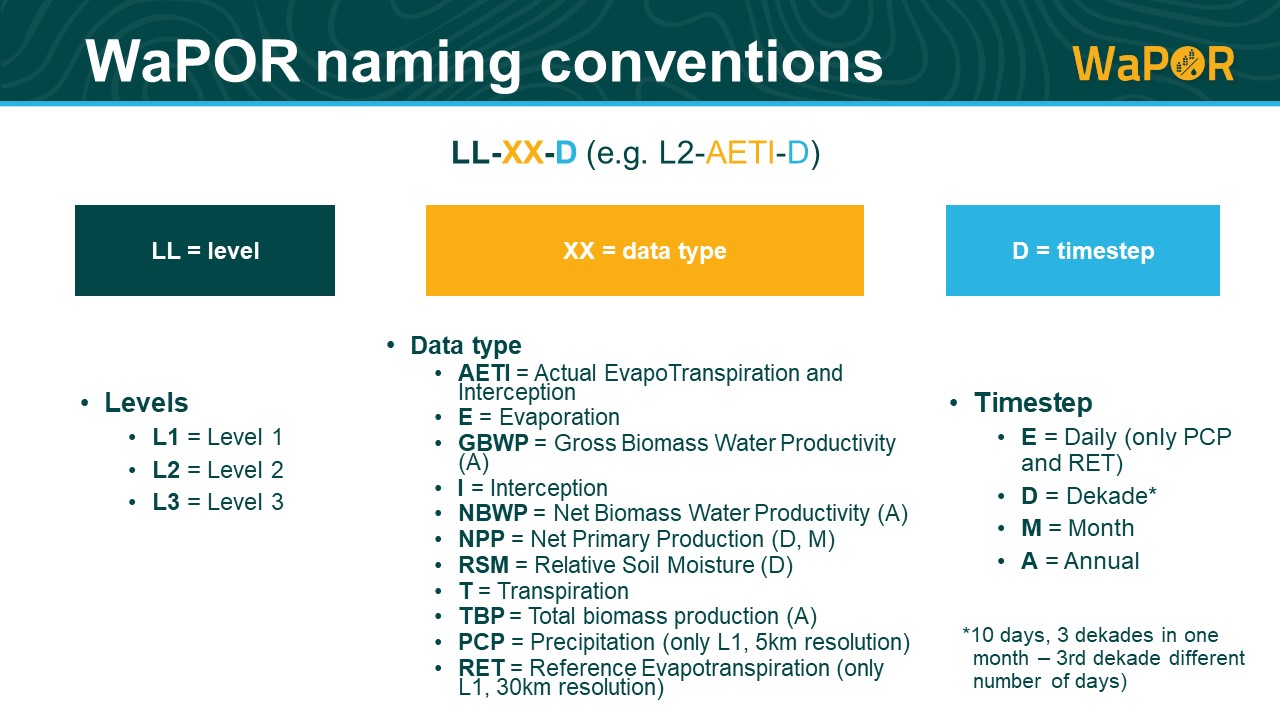 WaPOR naming conventions
WaPOR
LL-XX-D (e.g. L2-AETI-D)
LL = level
XX = data type
D = timestep
• Levels
• L1 = Level 1
• L2 = Level 2
• L3 = Level 3
• Data type
• AETI = Actual EvapoTranspiration and
Interception
• E = Evaporation
• GBWP = Gross Biomass Water Productivity
(A)
• I = Interception
• NBWP = Net Biomass Water Productivity (A)
• NPP = Net Primary Production (D, M)
• RSM = Relative Soil Moisture (D)
• T = Transpiration
• TBP = Total biomass production (A)
• PCP = Precipitation (only L1, 5km resolution)
• RET = Reference Evapotranspiration (only
L1, 30km resolution)
• Timestep
• E = Daily (only PCP
and RET)
• D = Dekade*
• M = Month
• A = Annual
*10 days, 3 dekades in one
month – 3rd dekade different
number of days)